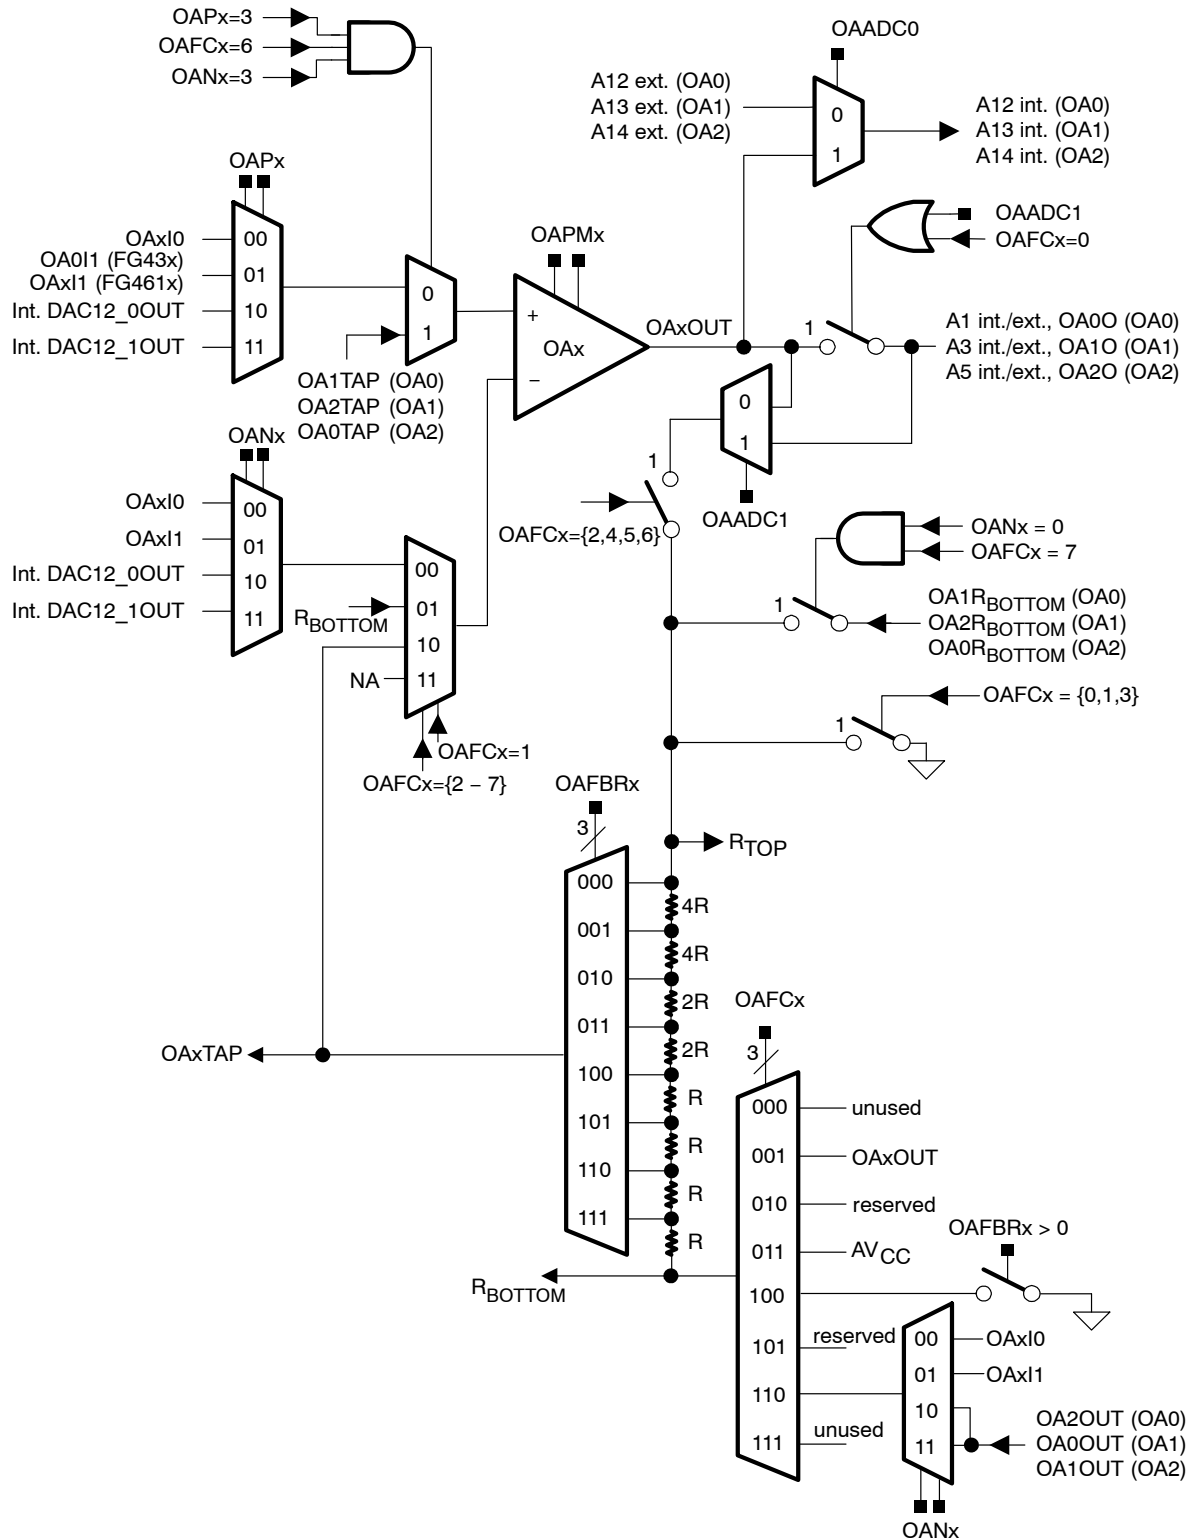 OAPx=3
OAFCx=6
OANx=3
OAADC0
A12 ext. (OA0)
A13 ext. (OA1)
A14 ext. (OA2)
0
1
A12 int. (OA0)
A13 int. (OA1)
A14 int. (OA2)
OAPx
OAxI0
OA0I1 (FG43x)
OAxI1 (FG461x)
Int. DAC12_0OUT
Int. DAC12_1OUT
00
01
10
11
0
1
OA1TAP (OA0)
OA2TAP (OA1)
OA0TAP (OA2)
OAPMx
+
OAx
−
OAxOUT
OAADC1
OAFCx=0
1
A1 int./ext., OA0O (OA0)
A3 int./ext., OA1O (OA1)
A5 int./ext., OA2O (OA2)
0
1
OAADC1
1
OAFCx={2,4,5,6}
OANx
OAxI0
OAxI1
Int. DAC12_0OUT
Int. DAC12_1OUT
00
01
10
11
RBOTTOM
NA
00
01
10
11
OAFCx=1
OAFCx={2 − 7}
OANx = 0
OAFCx = 7
1
OA1RBOTTOM (OA0)
OA2RBOTTOM (OA1)
OA0RBOTTOM (OA2)
OAFCx = {0,1,3}
1
OAFBRx
3
RTOP
000
001
010
011
100
101
110
111
4R
4R
2R
2R
R
R
R
R
OAxTAP
RBOTTOM
OAFCx
3
000
001
010
011
100
101
110
111
unused
OAxOUT
reserved
AVCC
OAFBRx > 0
reserved
unused
00
01
10
11
OAxI0
OAxI1
OA2OUT (OA0)
OA0OUT (OA1)
OA1OUT (OA2)
OANx